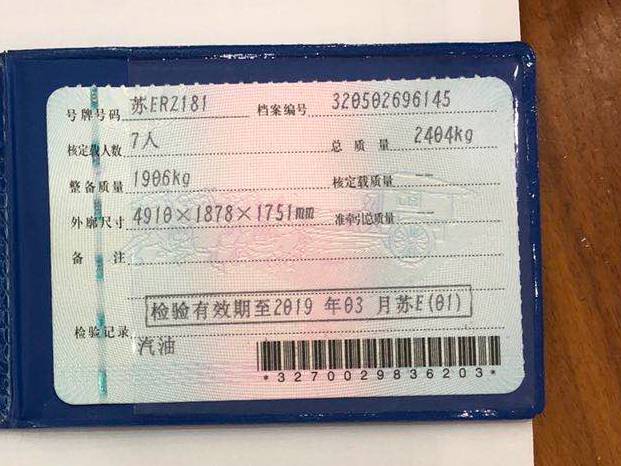 号牌号码 苏ERZ181 档案编号 320502696145
核定载人数 7人 总质量 2404kg
整备质量 1906kg 核定载质量 --
外廓尺寸 4910×1878×1751mm 准牵引总质量 --
备注
检验有效期至2019 年03 月苏E(01)
检验记录
汽油
*3270029836203*